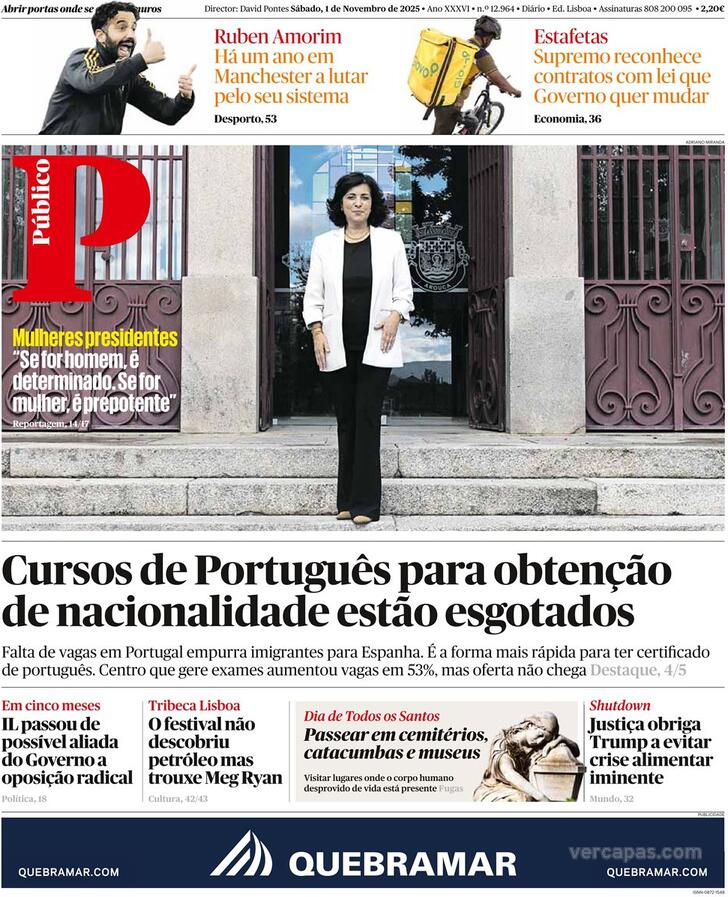 Abrir portas onde se
Director: David Pontes Sábado, 1 de Novembro de 2025 • Ano XXXVI • n.º 12.964 • Diário • Ed. Lisboa • Assinaturas 808 200 095 • 2,20€
Ruben Amorim
Há um ano em
Manchester a lutar
pelo seu sistema
Desporto, 53
Estafetas
Supremo reconhece
contratos com lei que
Governo quer mudar
Economia, 36
ADRIANO MIRANDA
Público
P
AROUCA
Mulheres presidentes
“Se for homem, é
determinado. Se for
mulher, é prepotente”
Reportagem, 14/17
Cursos de Português para obtenção
de nacionalidade estão esgotados
Falta de vagas em Portugal empurra imigrantes para Espanha. É a forma mais rápida para ter certificado
de português. Centro que gere exames aumentou vagas em 53%, mas oferta não chega Destaque, 4/5
Em cinco meses
IL passou de
possível aliada
do Governo a
oposição radical
Política, 18
Tribeca Lisboa
O festival não
descobriu
petróleo mas
trouxe Meg Ryan
Cultura, 42/43
Dia de Todos os Santos
Passear em cemitérios,
catacumbas e museus
Visitar lugares onde o corpo humano
desprovido de vida está presente Fugas
Shutdown
Justiça obriga
Trump a evitar
crise alimentar
iminente
Mundo, 32
PUBLICIDADE
QUEBRAMAR.COM
QUEBRAMAR
vercapas.com
QUEBRAMAR.COM
ISNN-0872-1548